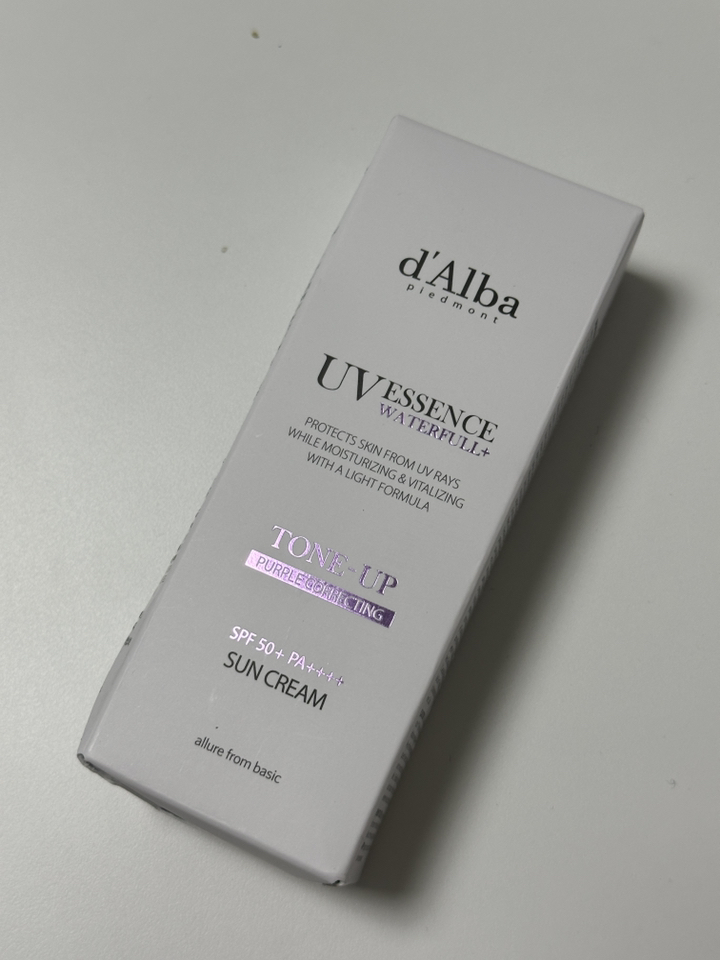 d'Alba
piedmont
UV ESSENCE
WATERFULL+
PROTECTS SKIN FROM UV RAYS
WHILE MOISTURIZING & VITALIZING
WITH A LIGHT FORMULA
TONE-UP
PURPLE CORRECTING
SPF 50+ PA++++
SUN CREAM
allure from basic